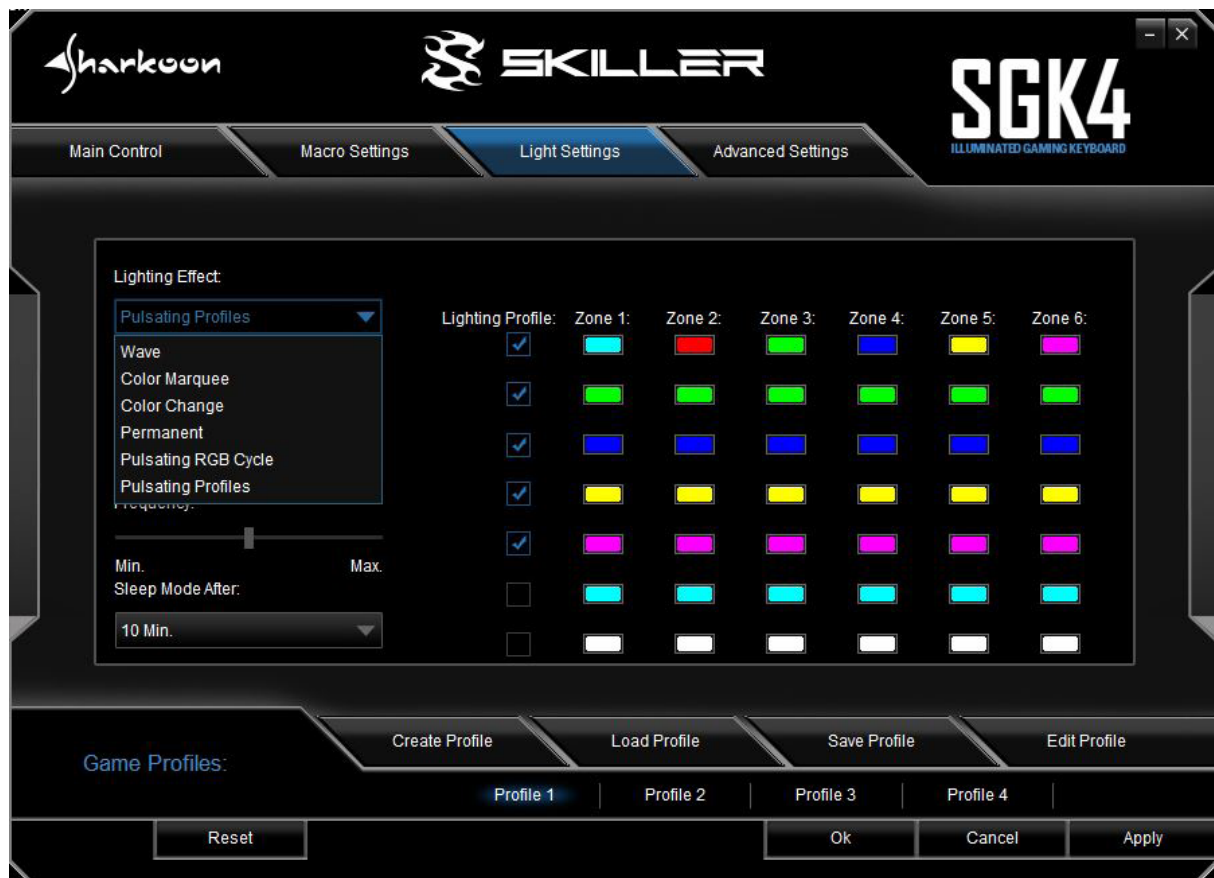 Sharkoon
SKILLER
SGK4
ILLUMINATED GAMING KEYBOARD
Main Control
Macro Settings
Light Settings
Advanced Settings
Lighting Effect:
Pulsating Profiles
Wave
Color Marquee
Color Change
Permanent
Pulsating RGB Cycle
Pulsating Profiles
Frequency:
Min. Max.
Sleep Mode After:
10 Min.
Lighting Profile: Zone 1: Zone 2: Zone 3: Zone 4: Zone 5: Zone 6:
Game Profiles:
Create Profile
Load Profile
Save Profile
Edit Profile
Profile 1
Profile 2
Profile 3
Profile 4
Reset
Ok
Cancel
Apply